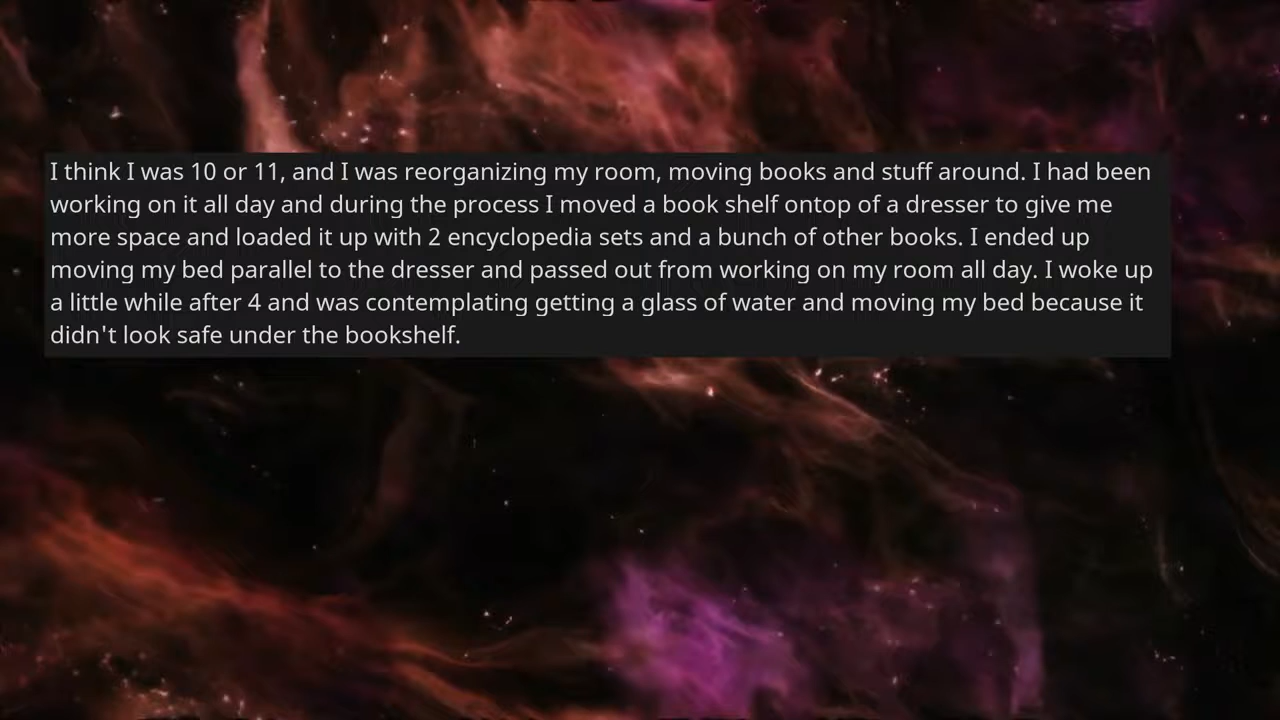 I think I was 10 or 11, and I was reorganizing my room, moving books and stuff around. I had been
working on it all day and during the process I moved a book shelf ontop of a dresser to give me
more space and loaded it up with 2 encyclopedia sets and a bunch of other books. I ended up
moving my bed parallel to the dresser and passed out from working on my room all day. I woke up
a little while after 4 and was contemplating getting a glass of water and moving my bed because it
didn't look safe under the bookshelf.